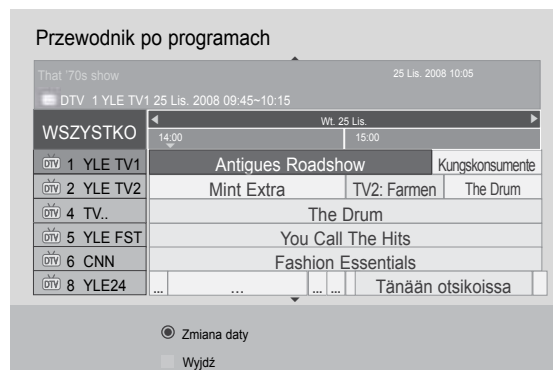 Przewodnik po programach
That '70s show 25 Lis. 2008 10:05
DTV 1 YLE TV1 25 Lis. 2008 09:45~10:15
WSZYSTKO Wt. 25 Lis.
14:00 15:00
DTV 1 YLE TV1 Antigues Roadshow Kungskonsumente
DTV 2 YLE TV2 Mint Extra TV2: Farmen The Drum
DTV 4 TV.. The Drum
DTV 5 YLE FST You Call The Hits
DTV 6 CNN Fashion Essentials
DTV 8 YLE24 ... ... ... ... Tänään otsikoissa
Zmiana daty
Wyjdź